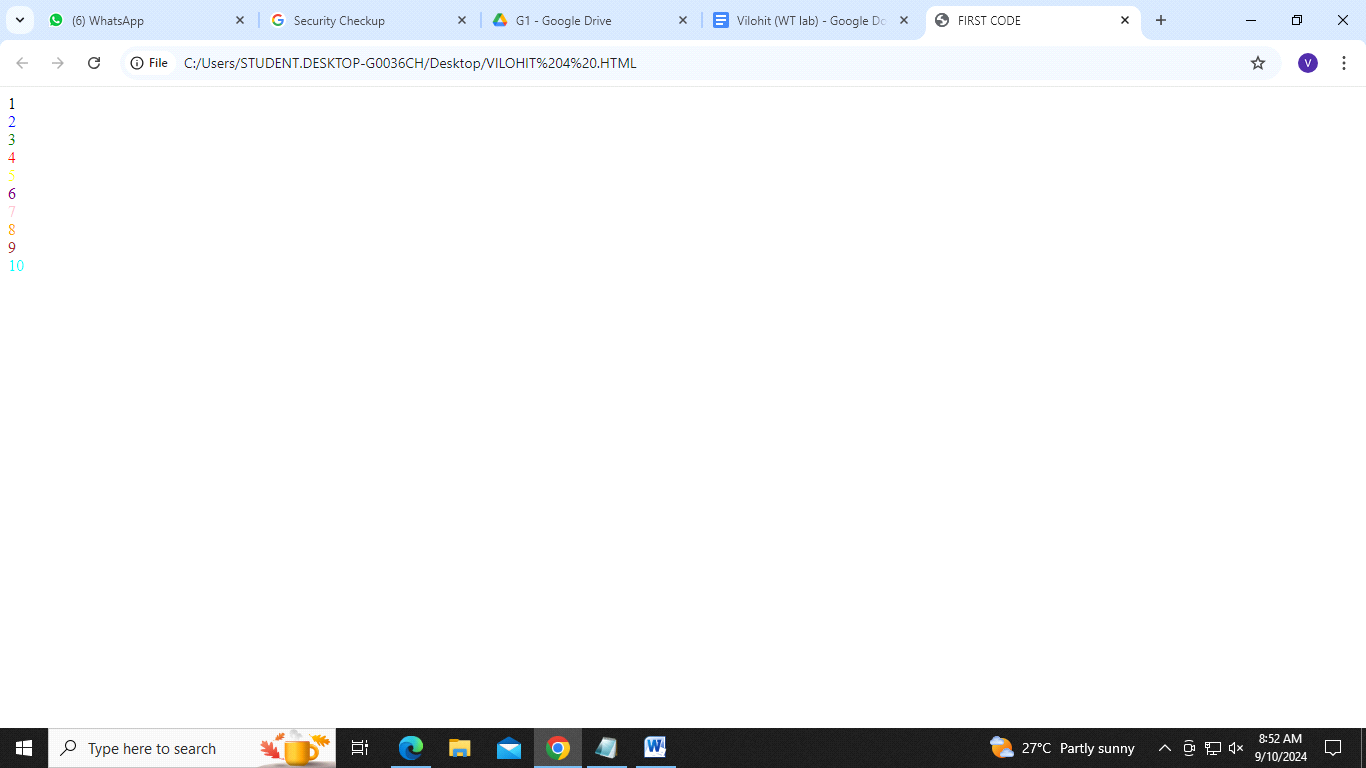 (6) WhatsApp
Security Checkup
G1 - Google Drive
Vilohit (WT lab) - Google Do
FIRST CODE
File
C:/Users/STUDENT.DESKTOP-G0036CH/Desktop/VILOHIT%204%20.HTML
V
1
2
3
4
5
6
7
8
9
10
Type here to search
W
27°C Partly sunny
8:52 AM
9/10/2024